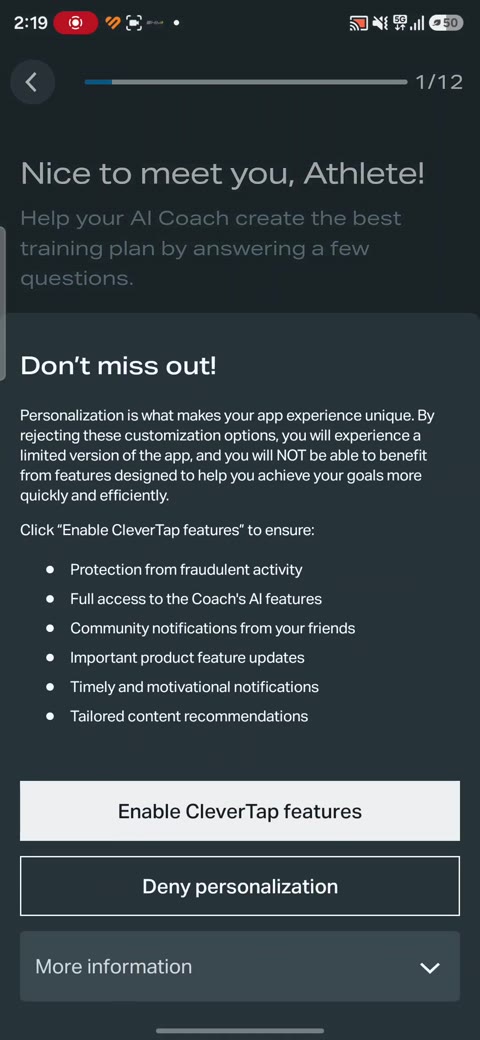 2:19
5G
50
1/12
Nice to meet you, Athlete!
Help your AI Coach create the best
training plan by answering a few
questions.
Don't miss out!
Personalization is what makes your app experience unique. By
rejecting these customization options, you will experience a
limited version of the app, and you will NOT be able to benefit
from features designed to help you achieve your goals more
quickly and efficiently.
Click "Enable CleverTap features" to ensure:
● Protection from fraudulent activity
● Full access to the Coach's AI features
● Community notifications from your friends
● Important product feature updates
● Timely and motivational notifications
● Tailored content recommendations
Enable CleverTap features
Deny personalization
More information